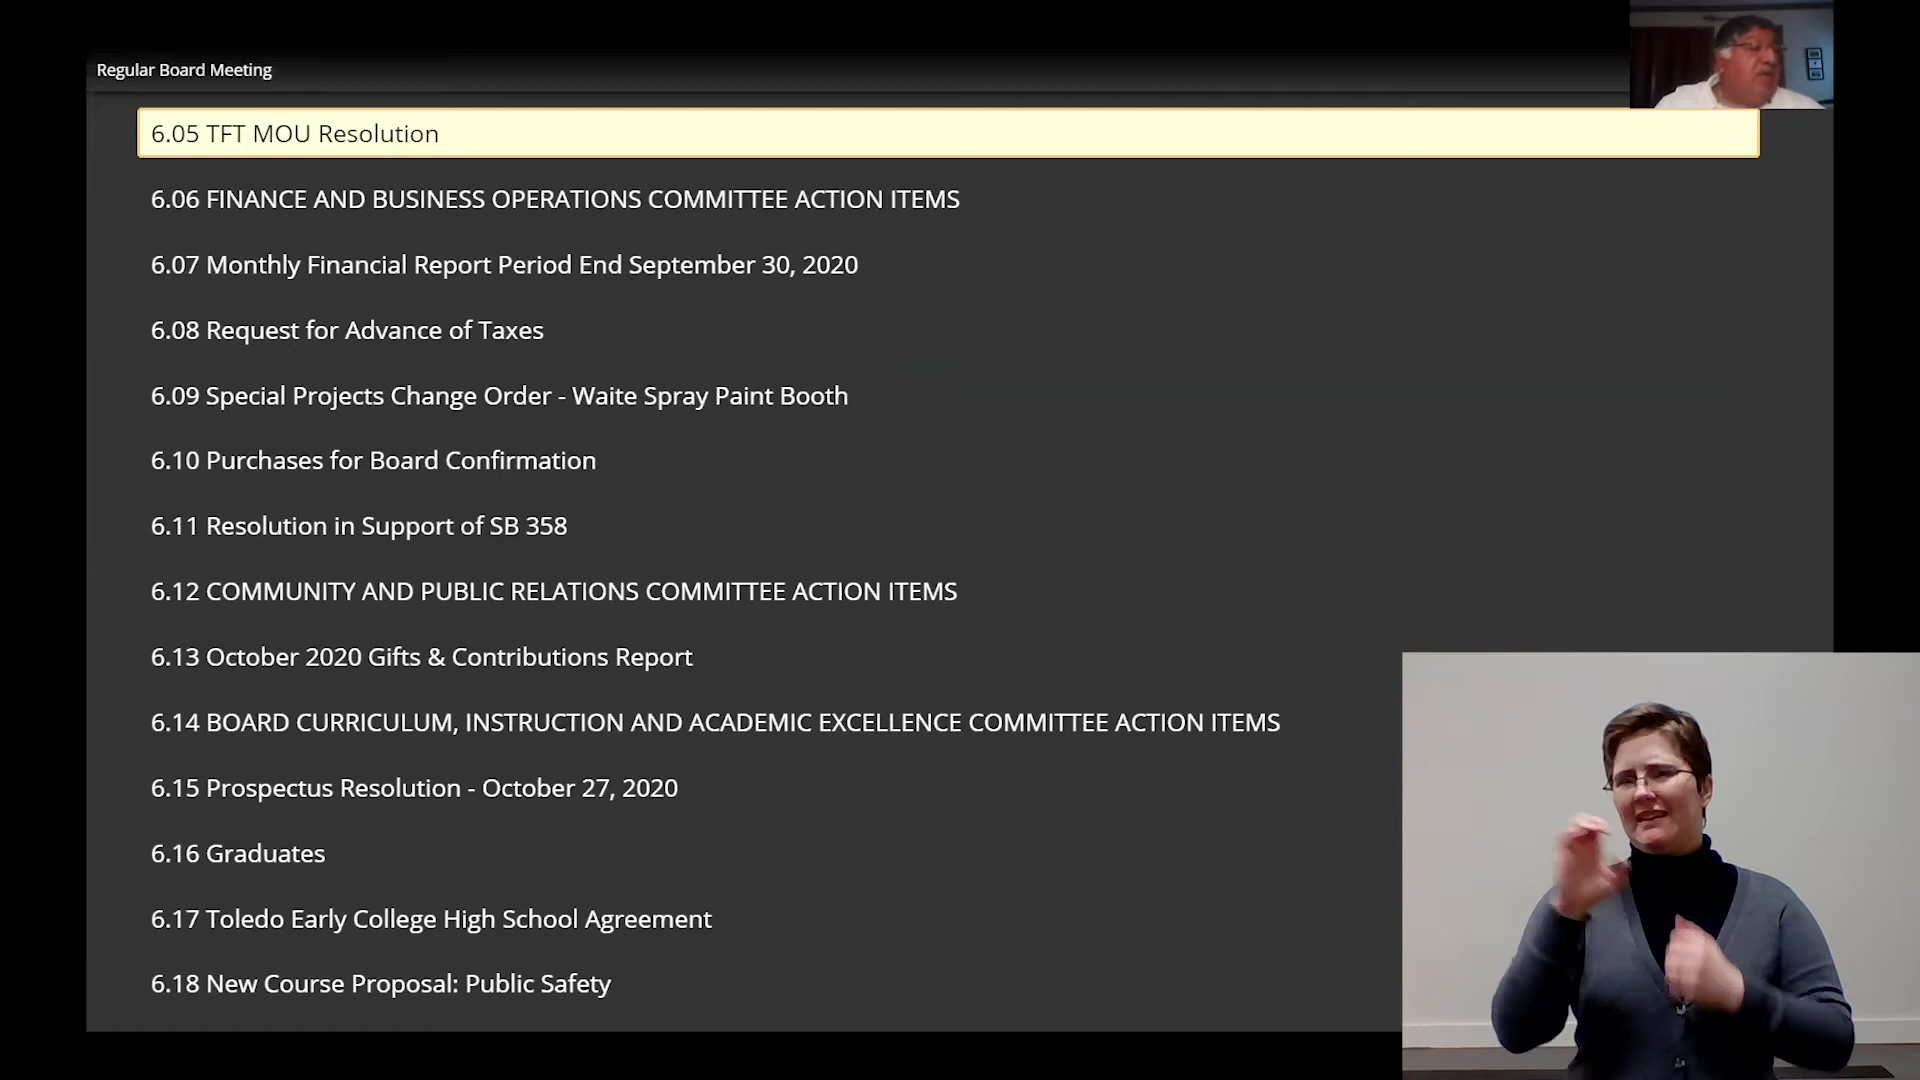 Regular Board Meeting
6.05 TFT MOU Resolution
6.06 FINANCE AND BUSINESS OPERATIONS COMMITTEE ACTION ITEMS
6.07 Monthly Financial Report Period End September 30, 2020
6.08 Request for Advance of Taxes
6.09 Special Projects Change Order - Waite Spray Paint Booth
6.10 Purchases for Board Confirmation
6.11 Resolution in Support of SB 358
6.12 COMMUNITY AND PUBLIC RELATIONS COMMITTEE ACTION ITEMS
6.13 October 2020 Gifts & Contributions Report
6.14 BOARD CURRICULUM, INSTRUCTION AND ACADEMIC EXCELLENCE COMMITTEE ACTION ITEMS
6.15 Prospectus Resolution - October 27, 2020
6.16 Graduates
6.17 Toledo Early College High School Agreement
6.18 New Course Proposal: Public Safety